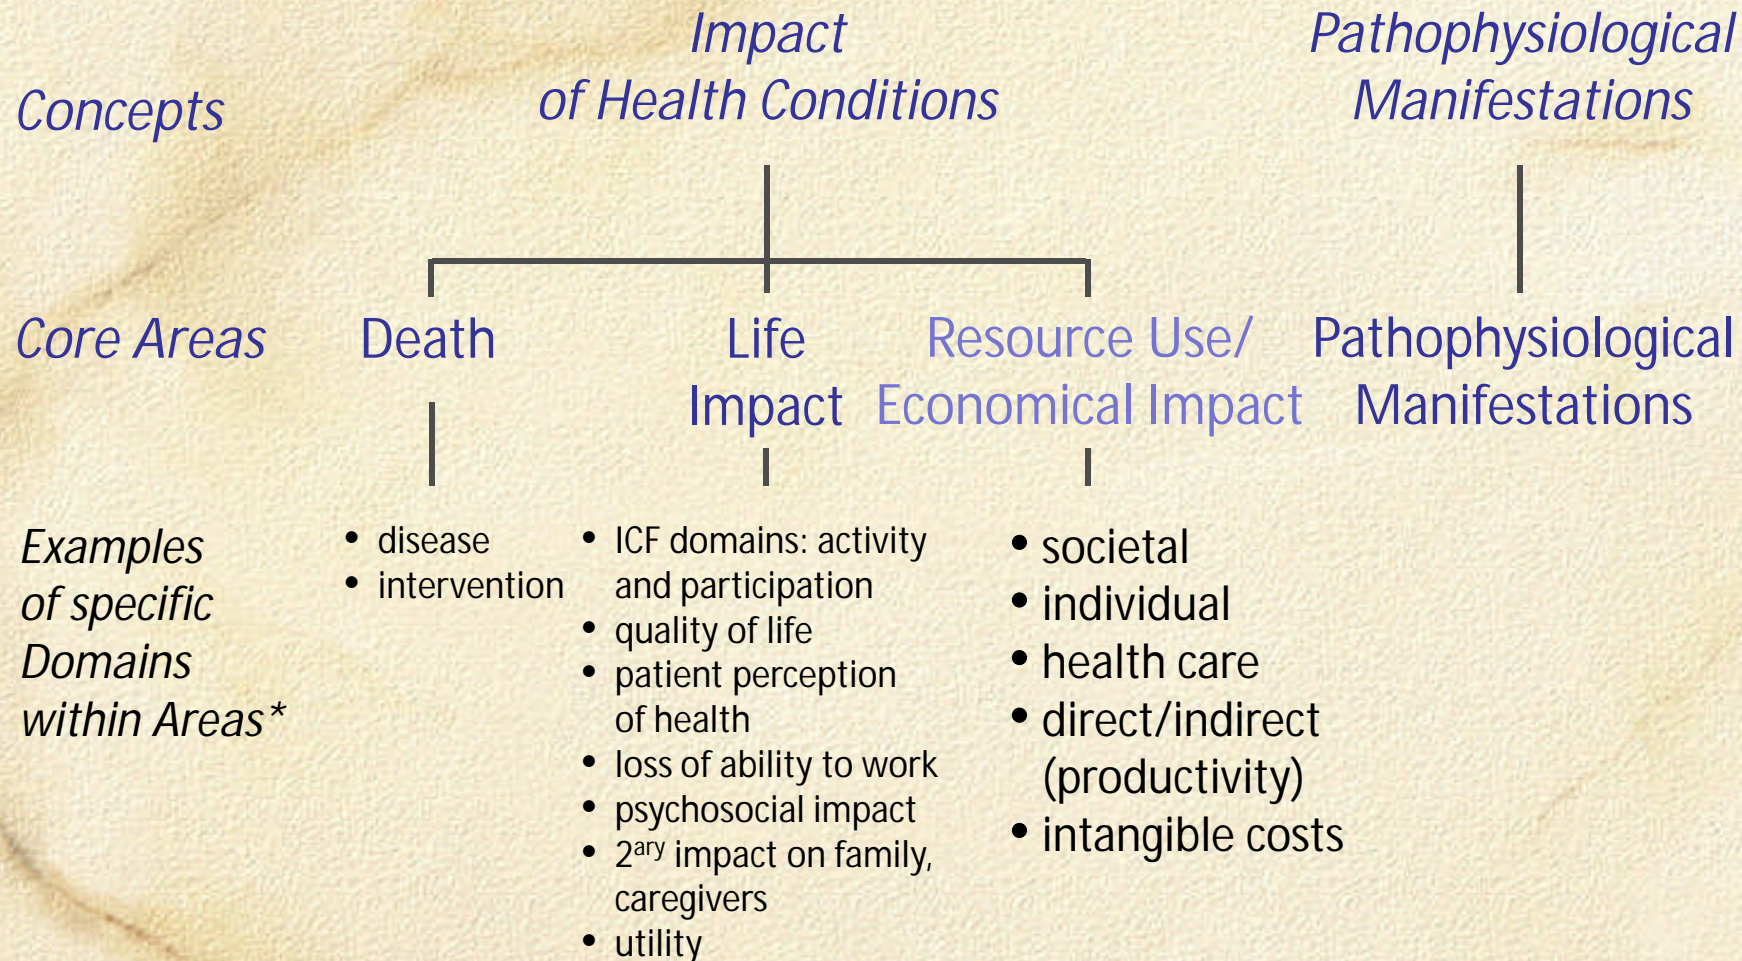 Concepts
Impact
of Health Conditions
Pathophysiological
Manifestations
Core Areas
Death
Life
Impact
Resource Use/
Economical Impact
Pathophysiological
Manifestations
Examples
of specific
Domains
within Areas*
• disease
• intervention
• ICF domains: activity
and participation
• quality of life
• patient perception
of health
• loss of ability to work
• psychosocial impact
• 2ary impact on family,
caregivers
• utility
• societal
• individual
• health care
• direct/indirect
(productivity)
• intangible costs